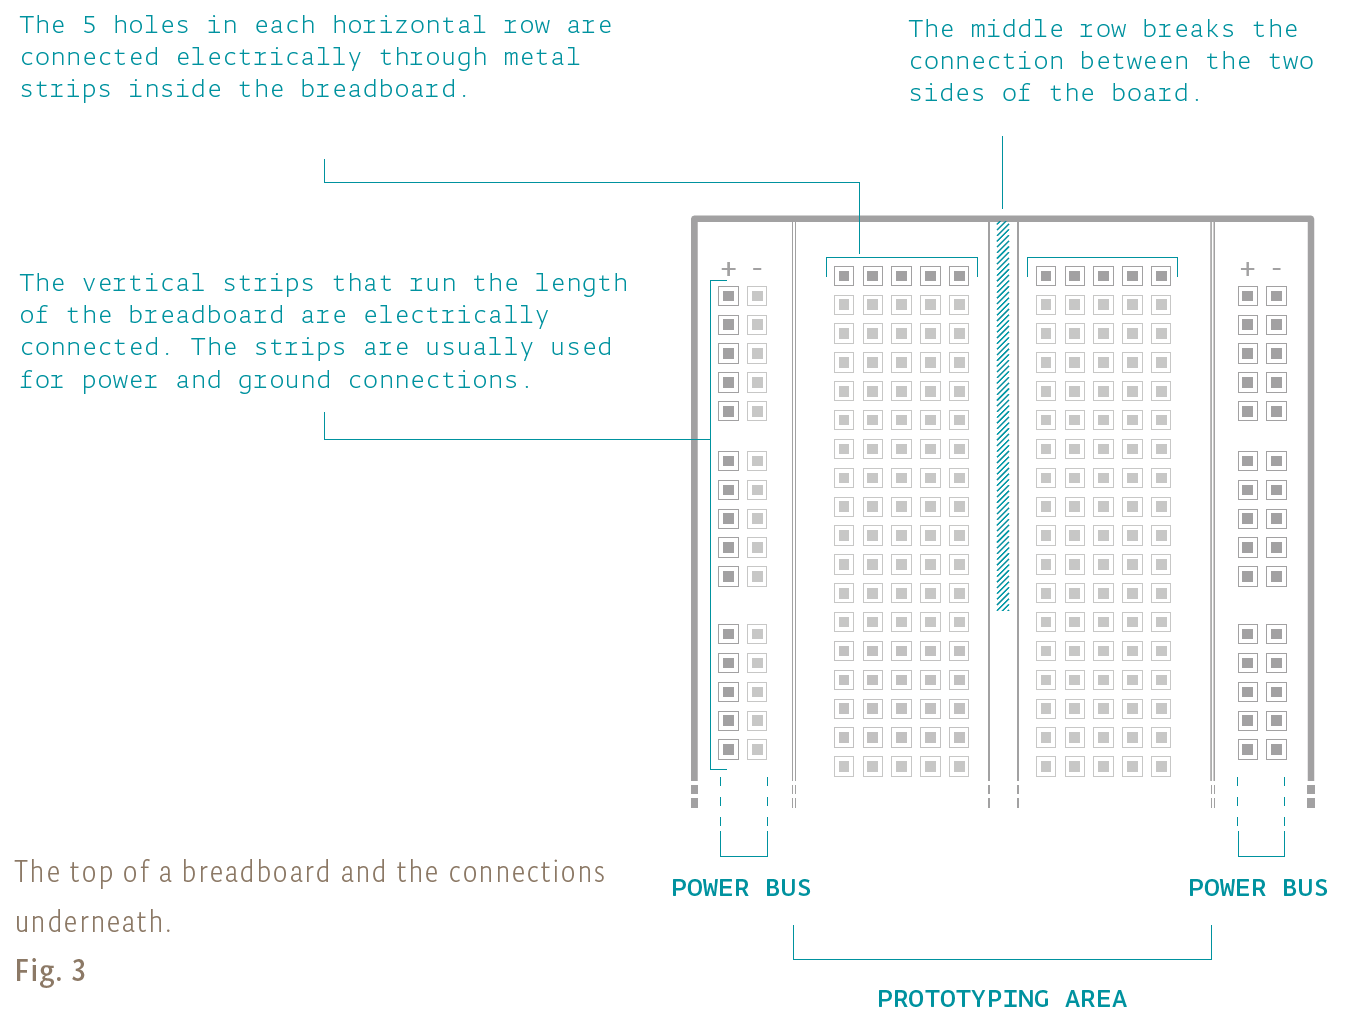 The 5 holes in each horizontal row are
connected electrically through metal
strips inside the breadboard.
The middle row breaks the
connection between the two
sides of the board.
The vertical strips that run the length
of the breadboard are electrically
connected. The strips are usually used
for power and ground connections.
+ -
+ -
POWER BUS
POWER BUS
PROTOTYPING AREA
The top of a breadboard and the connections
underneath.
Fig. 3